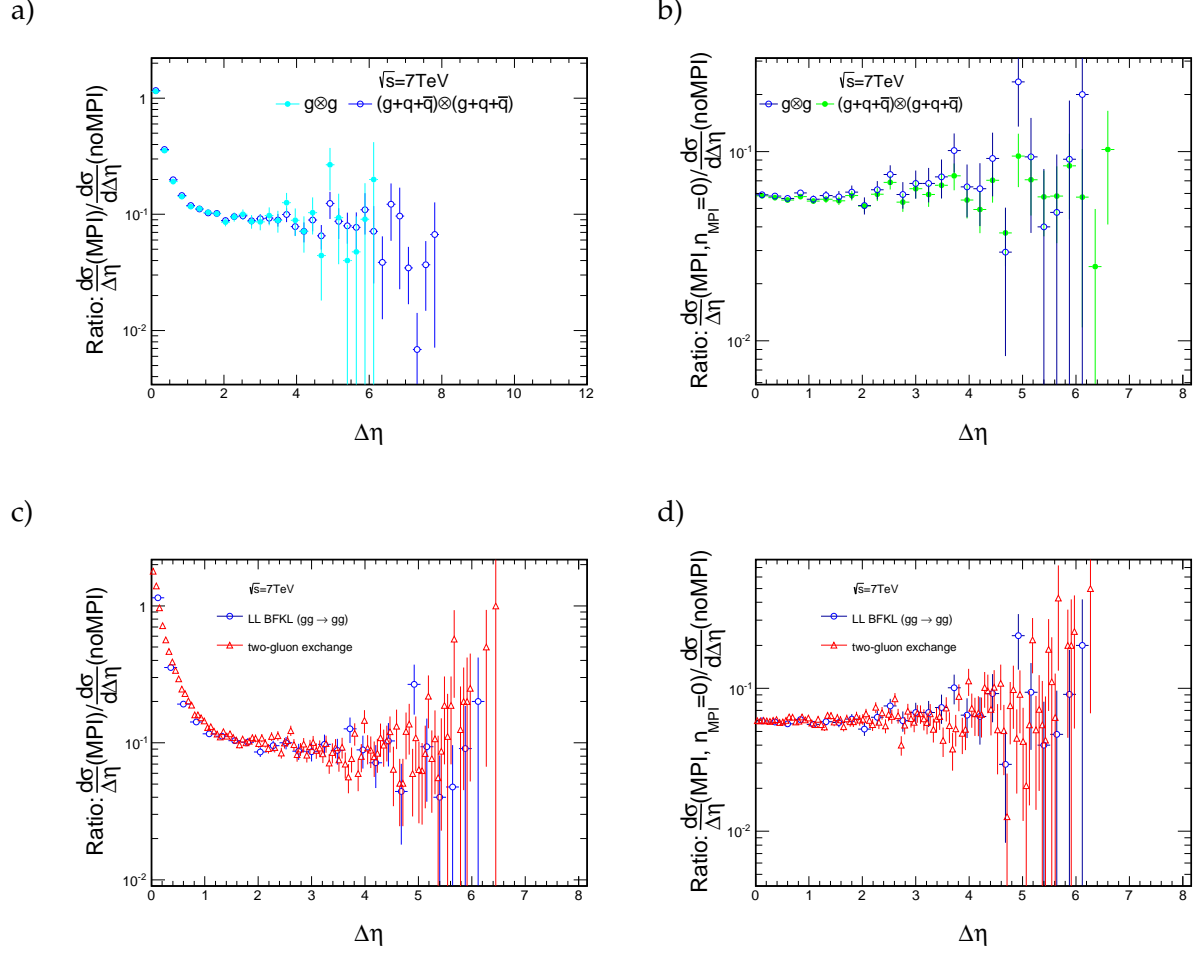 a)
√s=7TeV
g⊗g (g+q+q̅)⊗(g+q+q̅)
Ratio: dσ/Δη(MPI)/dσ/dΔη(noMPI)
1
10⁻¹
10⁻²
0 2 4 6 8 10 12
Δη
b)
√s=7TeV
g⊗g (g+q+q̅)⊗(g+q+q̅)
Ratio: dσ/Δη(MPI,n_MPI=0)/dσ/dΔη(noMPI)
10⁻¹
10⁻²
0 1 2 3 4 5 6 7 8
Δη
c)
√s=7TeV
LL BFKL (gg → gg)
two-gluon exchange
Ratio: dσ/Δη(MPI)/dσ/dΔη(noMPI)
1
10⁻¹
10⁻²
0 1 2 3 4 5 6 7 8
Δη
d)
√s=7TeV
LL BFKL (gg → gg)
two-gluon exchange
Ratio: dσ/Δη(MPI, n_MPI=0)/dσ/dΔη(noMPI)
10⁻¹
10⁻²
0 1 2 3 4 5 6 7 8
Δη